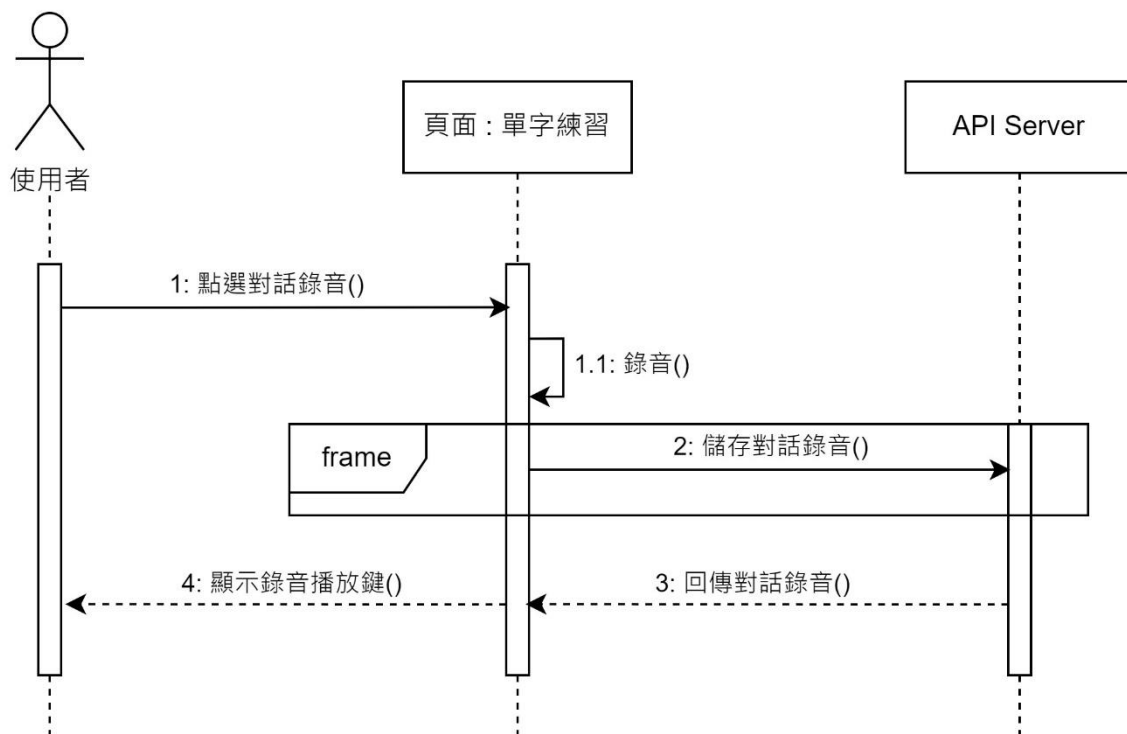 使用者
頁面 : 單字練習
API Server
1: 點選對話錄音()
1.1: 錄音()
frame
2: 儲存對話錄音()
4: 顯示錄音播放鍵()
3: 回傳對話錄音()